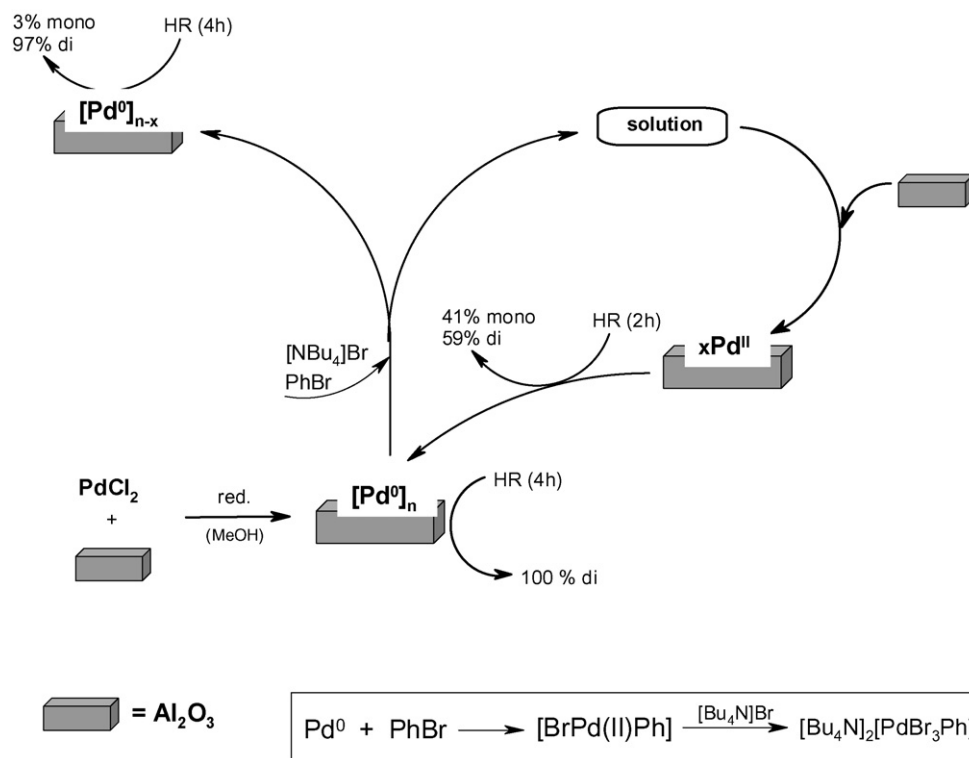 3% mono
97% di
HR (4h)
[Pd⁰]ₙ₋ₓ
solution
41% mono
59% di
HR (2h)
xPdᴵᴵ
[NBu₄]Br
PhBr
PdCl₂
+
red.
(MeOH)
[Pd⁰]ₙ
HR (4h)
100 % di
= Al₂O₃
Pd⁰ + PhBr → [BrPd(II)Ph] [Bu₄N]Br → [Bu₄N]₂[PdBr₃Ph]